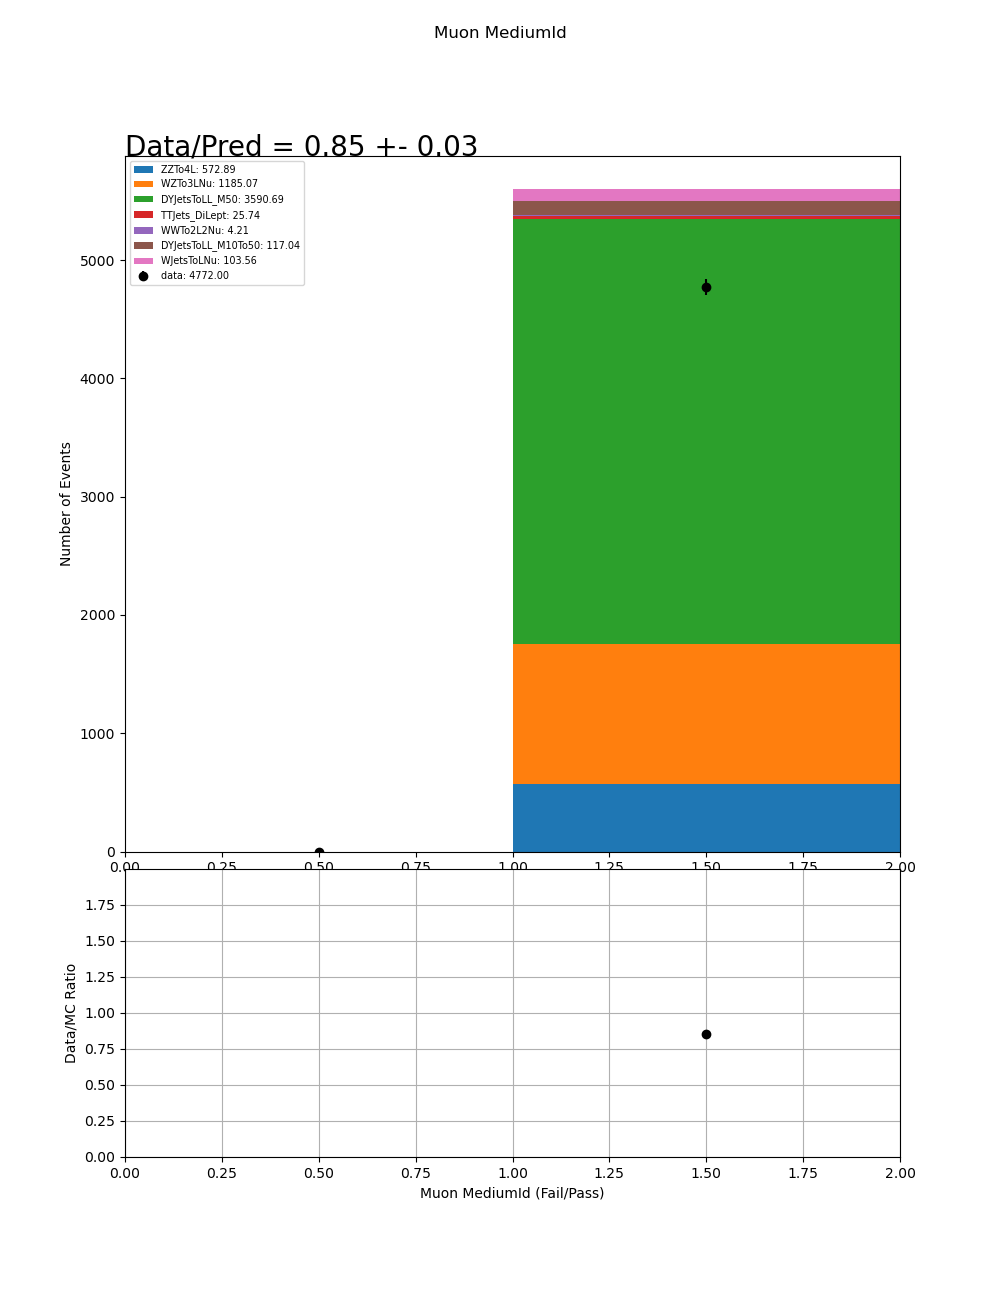 Muon MediumId
Data/Pred = 0.85 +- 0.03
ZZTo4L: 572.89
WZTo3LNu: 1185.07
DYJetsToLL_M50: 3590.69
TTJets_DiLept: 25.74
WWTo2L2Nu: 4.21
DYJetsToLL_M10To50: 117.04
WJetsToLNu: 103.56
data: 4772.00
5000
4000
3000
2000
1000
0
Number of Events
0.00 0.25 0.50 0.75 1.00 1.25 1.50 1.75 2.00
1.75
1.50
1.25
1.00
0.75
0.50
0.25
0.00
Data/MC Ratio
0.00 0.25 0.50 0.75 1.00 1.25 1.50 1.75 2.00
Muon MediumId (Fail/Pass)